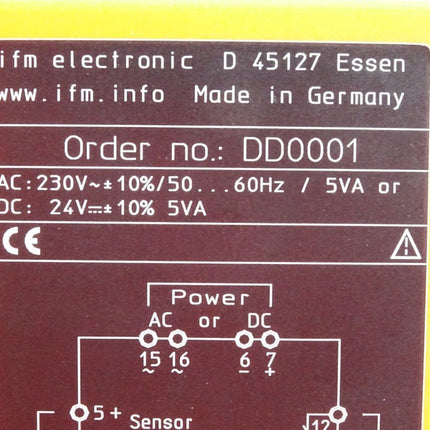 ifm electronic D 45127 Essen
www.ifm.info Made in Germany
Order no.: DD0001
AC: 230V~±10%/50...60Hz / 5VA or
DC: 24V⎓±10% 5VA
CE
Power
AC or DC
15 16 6 7
~ ~ − +
5+ Sensor 12